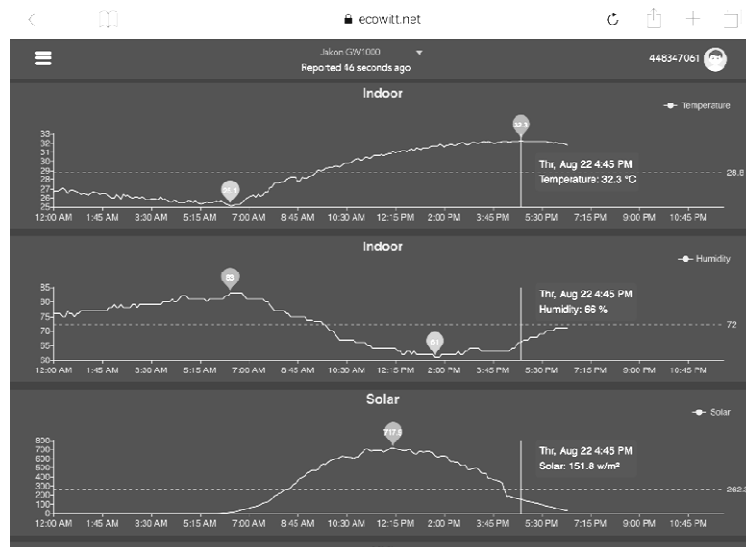 ecowitt.net
Jakon GW1000
Reported 46 seconds ago
448347061
Indoor
Temperature
33
32
31
30
29
28
27
26
25
32.3
28.8
Thr, Aug 22 4:45 PM
Temperature: 32.3 °C
12:00 AM 1:45 AM 3:30 AM 5:15 AM 7:00 AM 8:45 AM 10:30 AM 12:15 PM 2:00 PM 3:45 PM 5:30 PM 7:15 PM 9:00 PM 10:45 PM
Indoor
Humidity
83
85
80
75
70
65
60
61
72
Thr, Aug 22 4:45 PM
Humidity: 66 %
12:00 AM 1:45 AM 3:30 AM 5:15 AM 7:00 AM 8:45 AM 10:30 AM 12:15 PM 2:00 PM 3:45 PM 5:30 PM 7:15 PM 9:00 PM 10:45 PM
Solar
Solar
717.9
800
700
600
500
400
300
200
100
0
Thr, Aug 22 4:45 PM
Solar: 151.8 w/m²
12:00 AM 1:45 AM 3:30 AM 5:15 AM 7:00 AM 8:45 AM 10:30 AM 12:15 PM 2:00 PM 3:45 PM 5:30 PM 7:15 PM 9:00 PM 10:45 PM